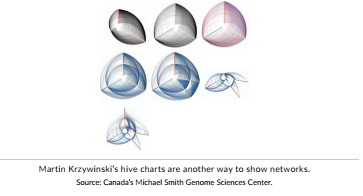 Martin Krzywinski's hive charts are another way to show networks.
Source: Canada's Michael Smith Genome Sciences Center.